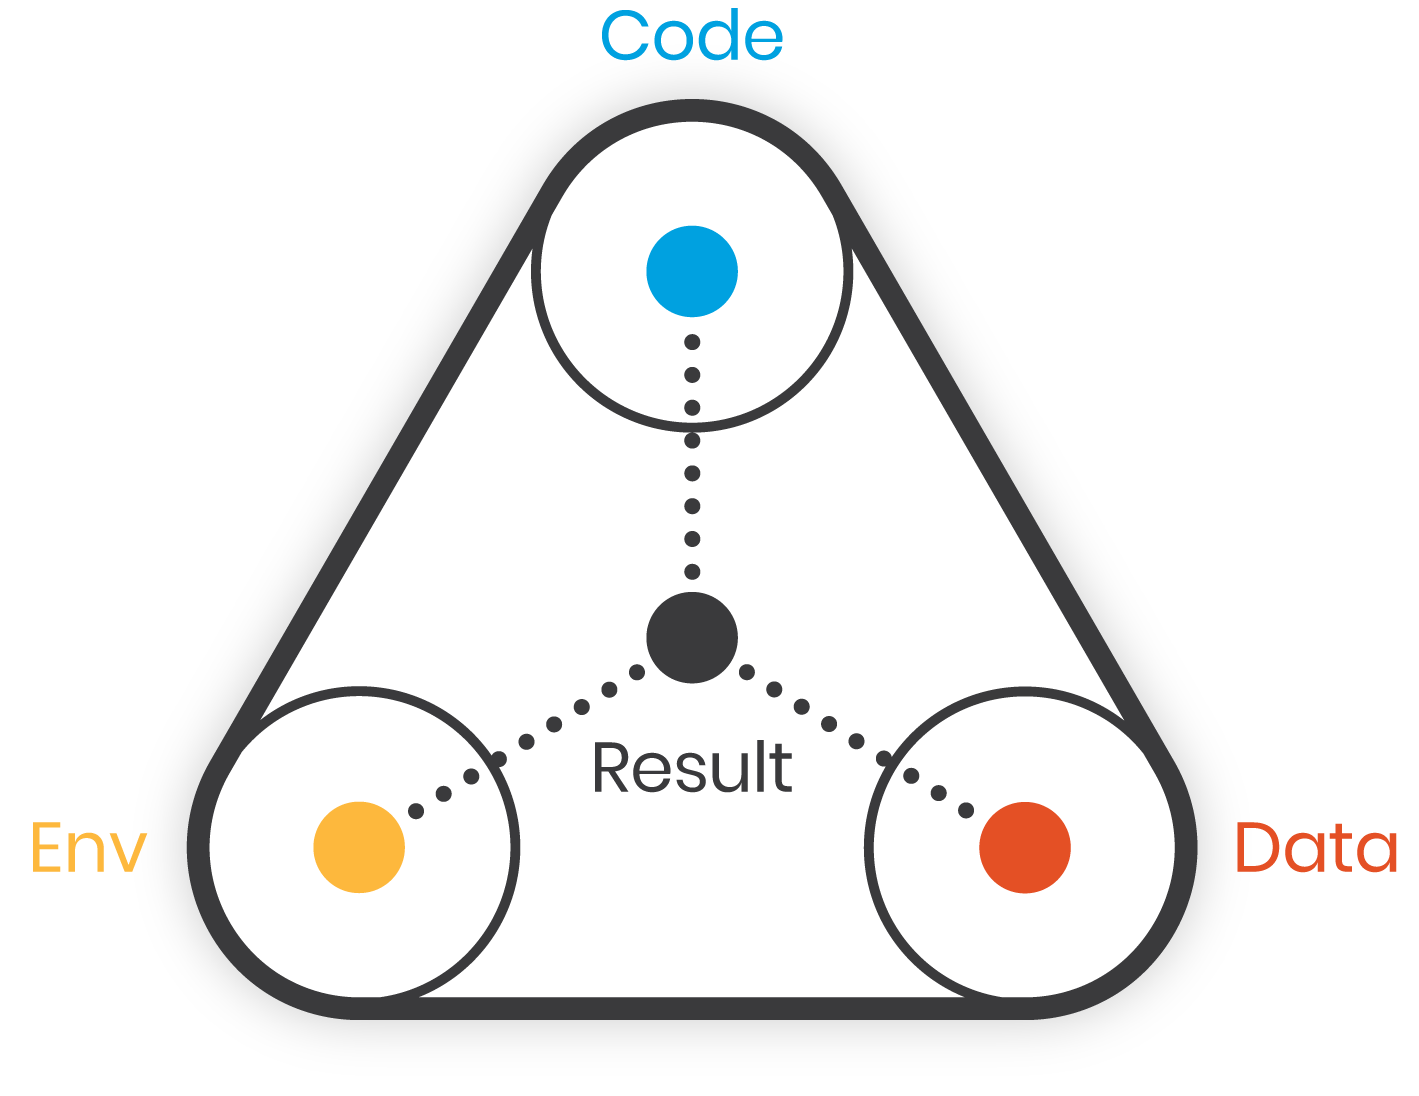 Code
Result
Env
Data